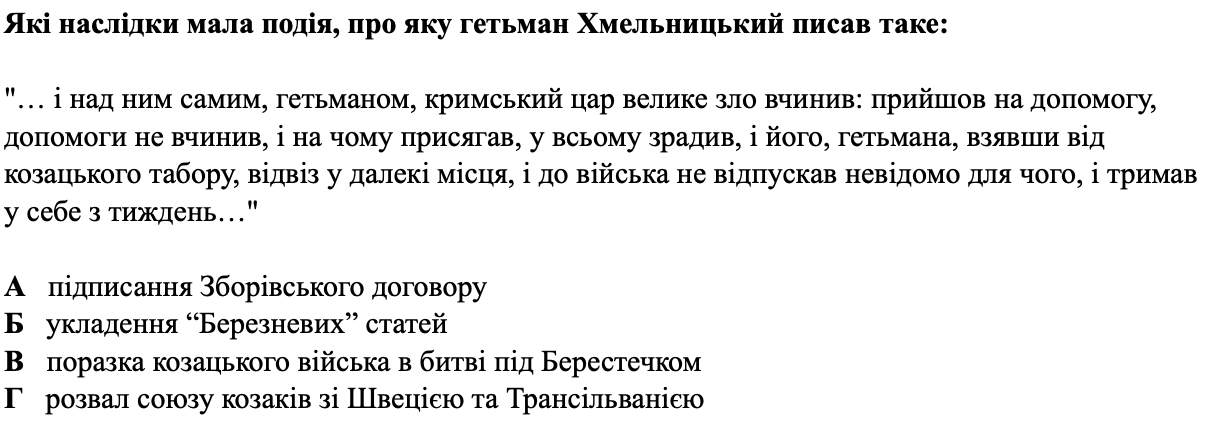 Які наслідки мала подія, про яку гетьман Хмельницький писав таке:
"… і над ним самим, гетьманом, кримський цар велике зло вчинив: прийшов на допомогу,
допомоги не вчинив, і на чому присягав, у всьому зрадив, і його, гетьмана, взявши від
козацького табору, відвіз у далекі місця, і до війська не відпускав невідомо для чого, і тримав
у себе з тиждень…"
А підписання Зборівського договору
Б укладення “Березневих” статей
В поразка козацького війська в битві під Берестечком
Г розвал союзу козаків зі Швецією та Трансільванією